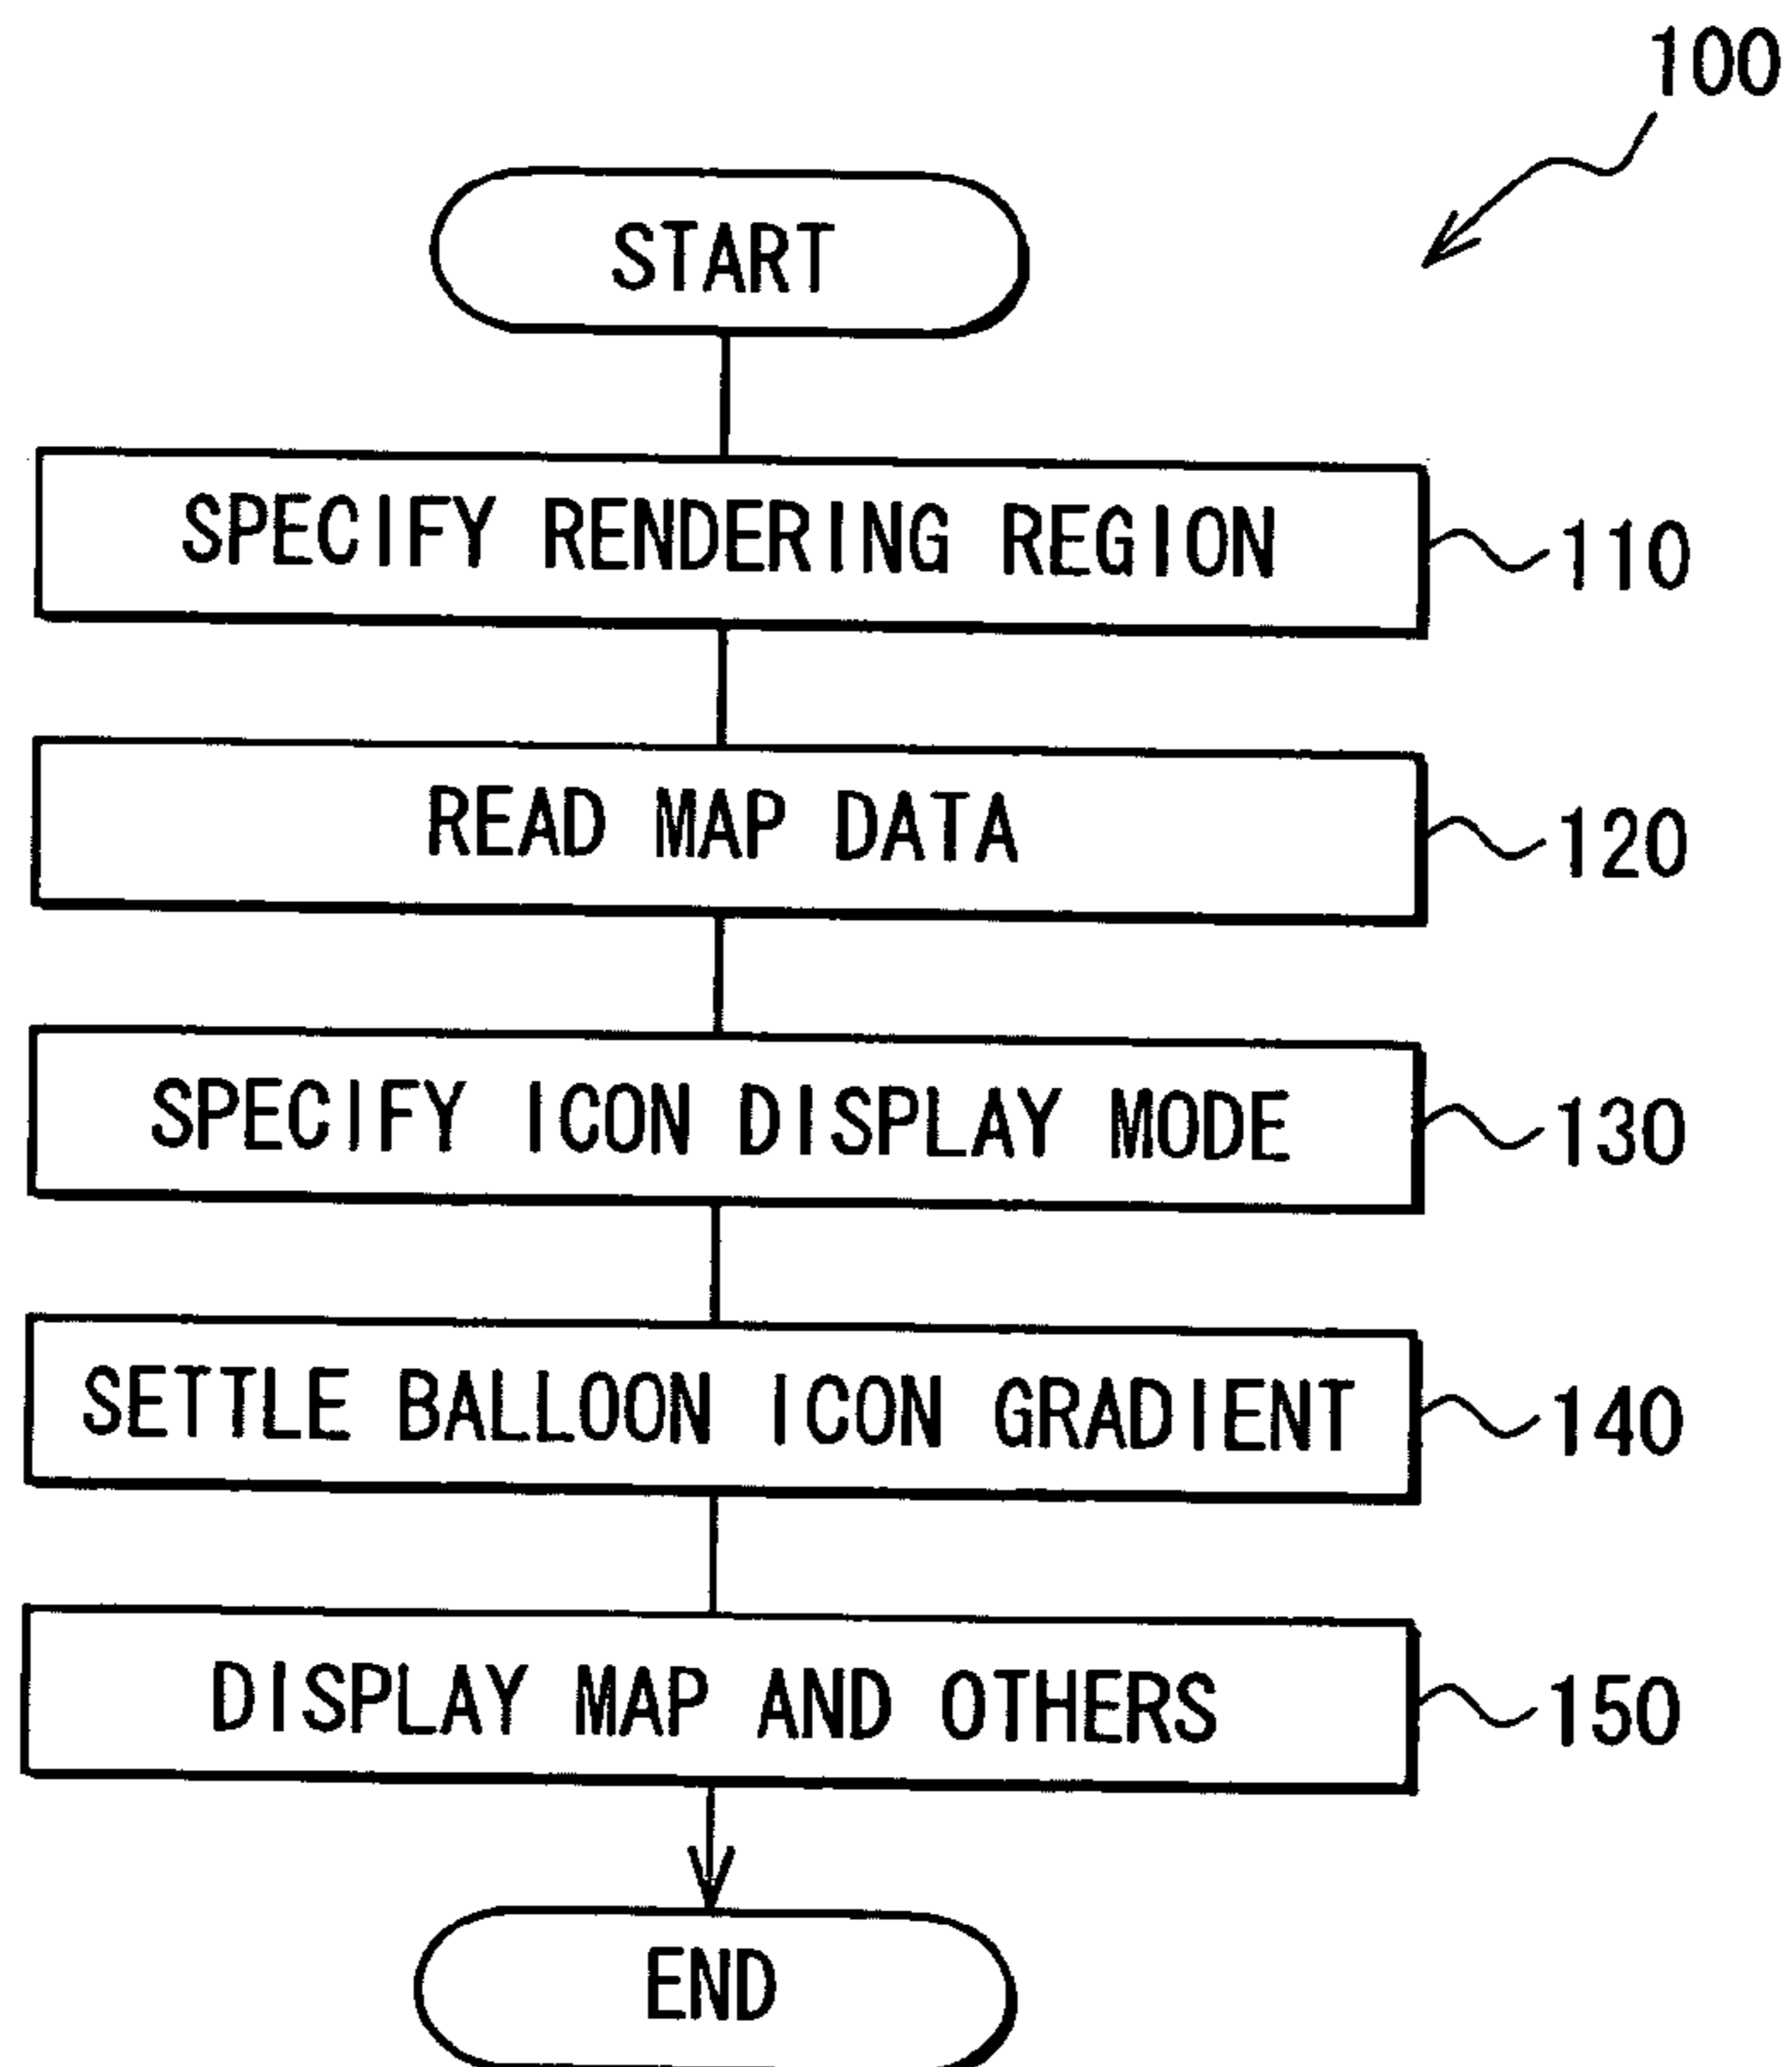 100
START
SPECIFY RENDERING REGION
110
READ MAP DATA
120
SPECIFY ICON DISPLAY MODE
130
SETTLE BALLOON ICON GRADIENT
140
DISPLAY MAP AND OTHERS
150
END